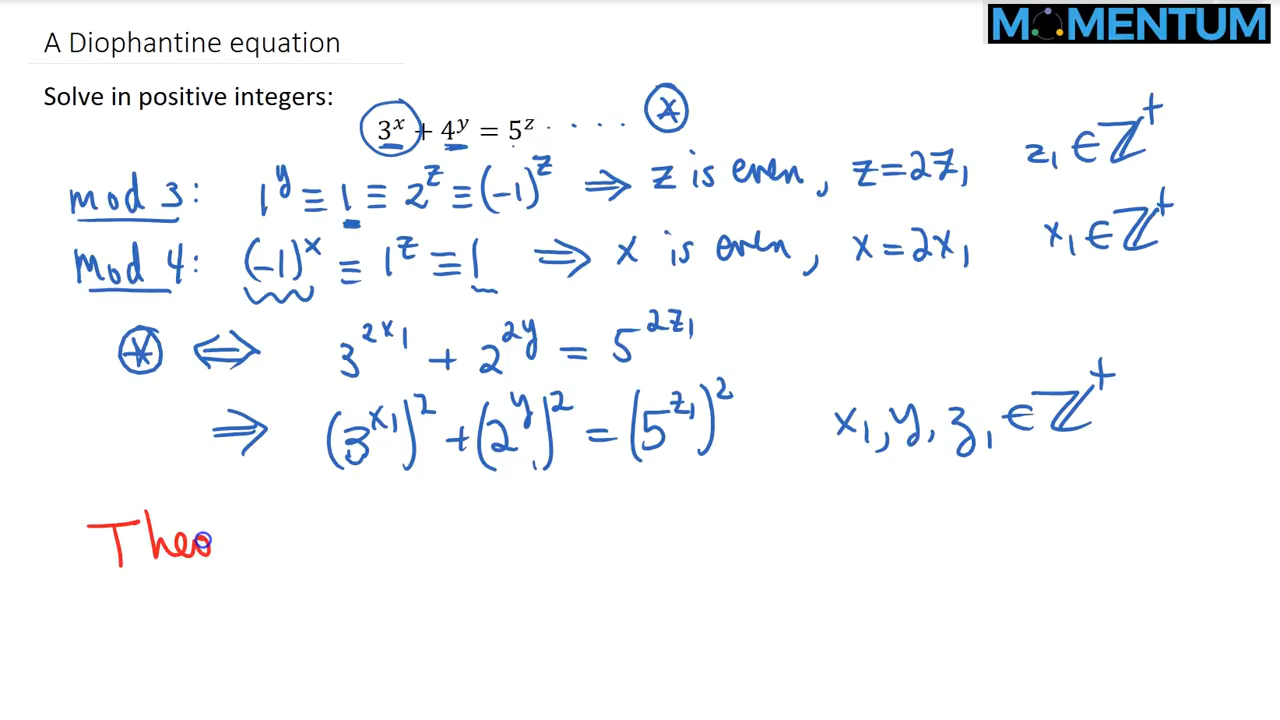 MOMENTUM
A Diophantine equation
Solve in positive integers:
3^x + 4^y = 5^z ..... ⊛
mod 3: 1^y ≡ 1 ≡ 2^z ≡ (-1)^z ⇒ z is even, z = 2z₁ z₁ ∈ ℤ⁺
Mod 4: (-1)^x ≡ 1^z ≡ 1 ⇒ x is even, x = 2x₁ x₁ ∈ ℤ⁺
⊛ ⇔ 3^{2x₁} + 2^{2y} = 5^{2z₁}
⇒ (3^{x₁})² + (2^y)² = (5^{z₁})² x₁, y, z₁ ∈ ℤ⁺
Theo